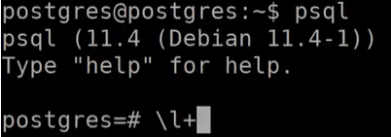 postgres@postgres:~$ psql
psql (11.4 (Debian 11.4-1))
Type "help" for help.
postgres=# \l+